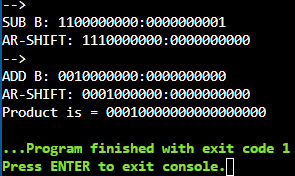 -->
SUB B: 1100000000:0000000001
AR-SHIFT: 1110000000:0000000000
-->
ADD B: 0010000000:0000000000
AR-SHIFT: 0001000000:0000000000
Product is = 00010000000000000000

...Program finished with exit code 1
Press ENTER to exit console.